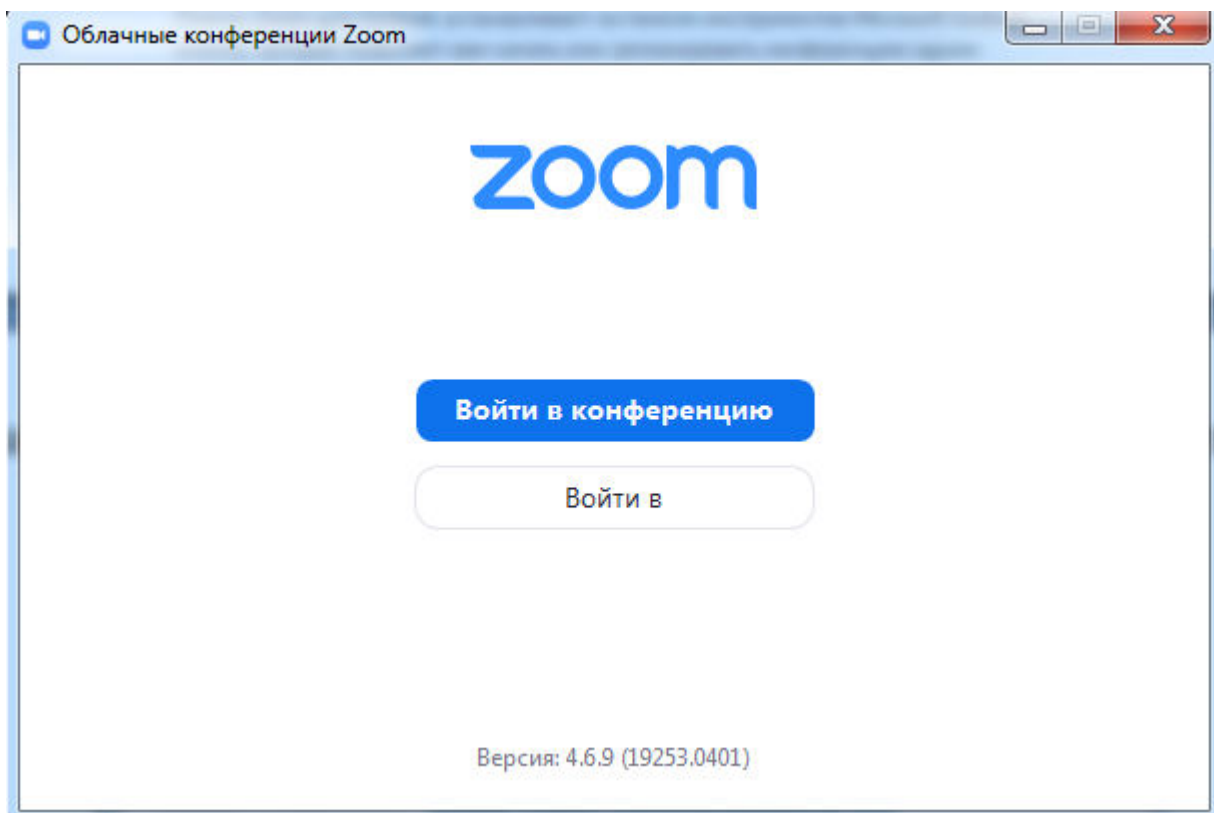 Облачные конференции Zoom
zoom
Войти в конференцию
Войти в
Версия: 4.6.9 (19253.0401)